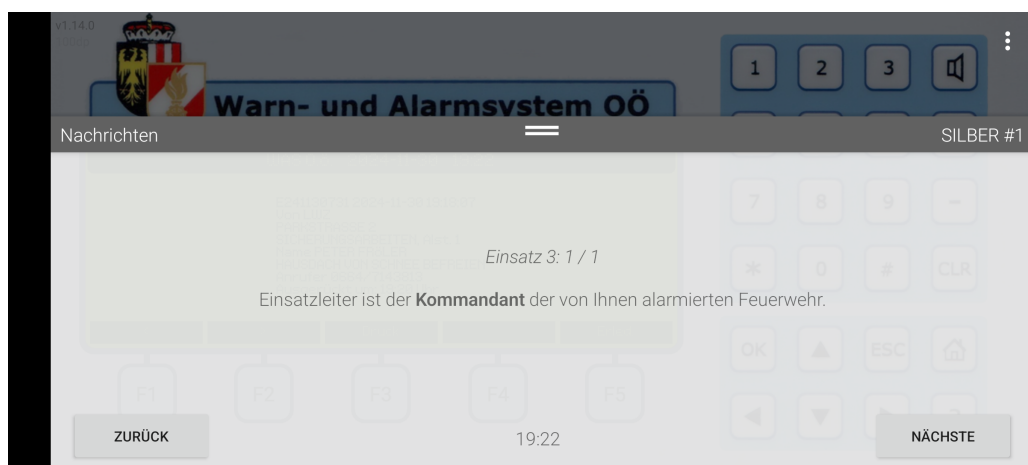 v1.14.0
Warn- und Alarmsystem OÖ
1 2 3
Nachrichten
SILBER #1
7 8 9 -
Einsatz 3: 1 / 1
* 0 # CLR
Einsatzleiter ist der Kommandant der von Ihnen alarmierten Feuerwehr.
OK ESC
F1 F2 F3 F4 F5
ZURÜCK
19:22
NÄCHSTE